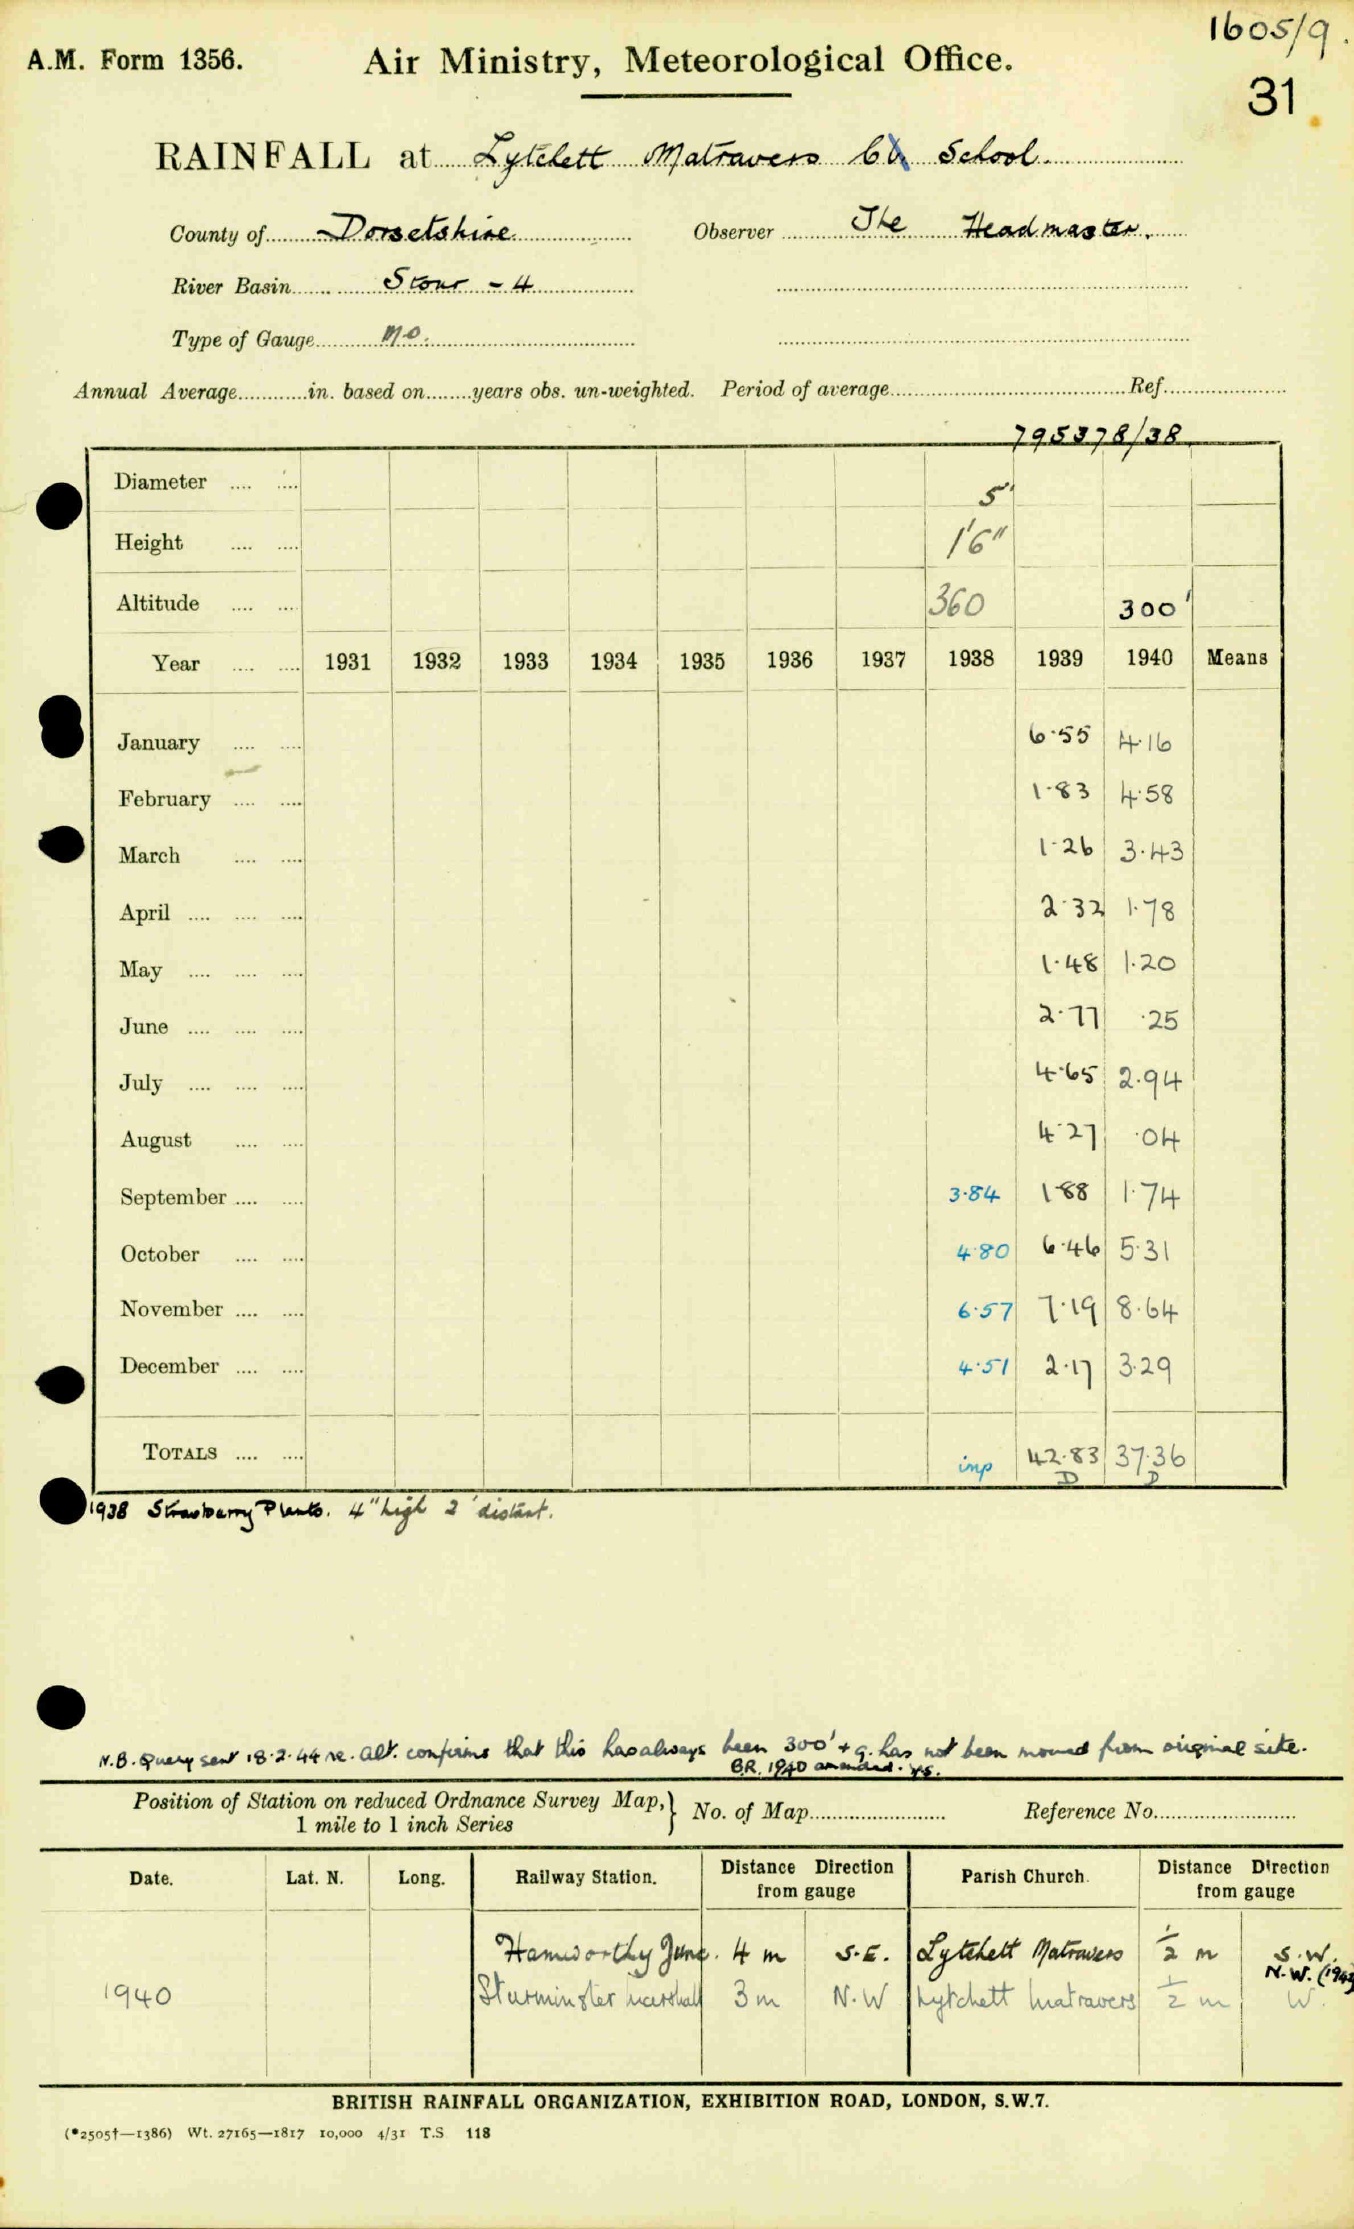 1605/9.
A.M. Form 1356. Air Ministry, Meteorological Office.
31
RAINFALL at Lytchett Matravers School.
County of Dorsetshire Observer The Headmaster.
River Basin Stour - 4
Type of Gauge MO.
Annual Average in. based on years obs. un-weighted. Period of average Ref.
795378/38
Diameter 5"
Height 1'6"
Altitude 360 300'
Year 1931 1932 1933 1934 1935 1936 1937 1938 1939 1940 Means
January 6.55 4.16
February 1.83 4.58
March 1.26 3.43
April 2.32 1.78
May 1.48 1.20
June 2.77 .25
July 4.65 2.94
August 4.27 .04
September 3.84 1.88 1.74
October 4.80 6.46 5.31
November 6.57 7.19 8.64
December 4.51 2.17 3.29
TOTALS inp 42.83 37.36
D D
1938 Strawberry Plants. 4" high 2' distant.
N.B. Query sent 18.2.44 re. alt. confirms that this has always been 300' + g. has not been moved from original site.
B.R. 1940 amended.
Position of Station on reduced Ordnance Survey Map, } No. of Map Reference No.
1 mile to 1 inch Series
Date. Lat. N. Long. Railway Station. Distance Direction from gauge Parish Church. Distance Direction from gauge
Hamworthy Junc. 4 m S.E. Lytchett Matravers 1/2 m S.W.
N.W. (1943)
1940 Sturminster Marshall 3 m N.W Lytchett Matravers 1/2 m W.
BRITISH RAINFALL ORGANIZATION, EXHIBITION ROAD, LONDON, S.W.7.
(*2505†—1386) Wt. 27165—1817 10,000 4/31 T.S. 118